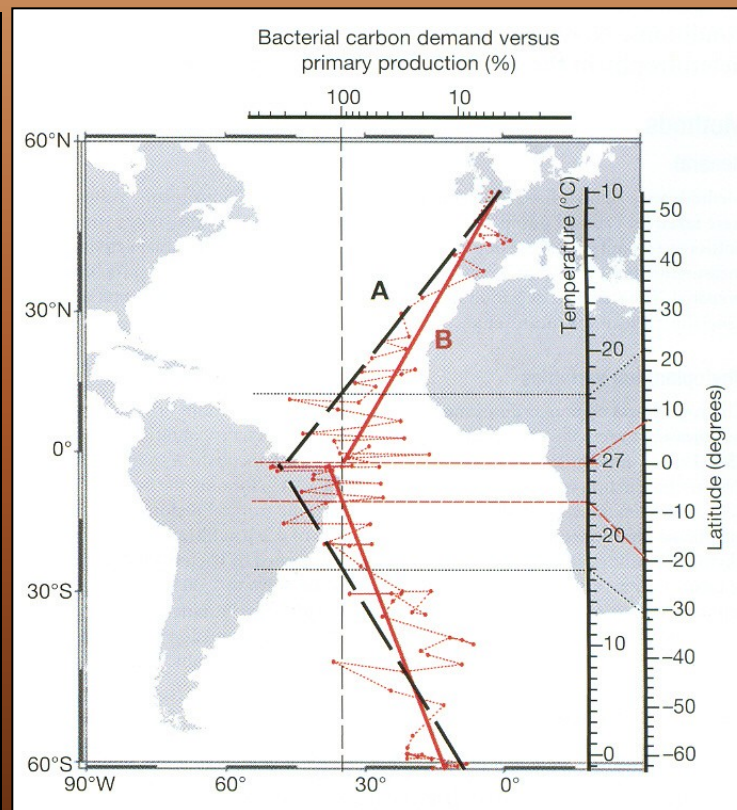 Bacterial carbon demand versus
primary production (%)
100 10
60°N
30°N
0°
30°S
60°S
90°W 60° 30° 0°
A
B
Temperature (°C)
10
20
27
20
10
0
Latitude (degrees)
50
40
30
20
10
0
–10
–20
–30
–40
–50
–60